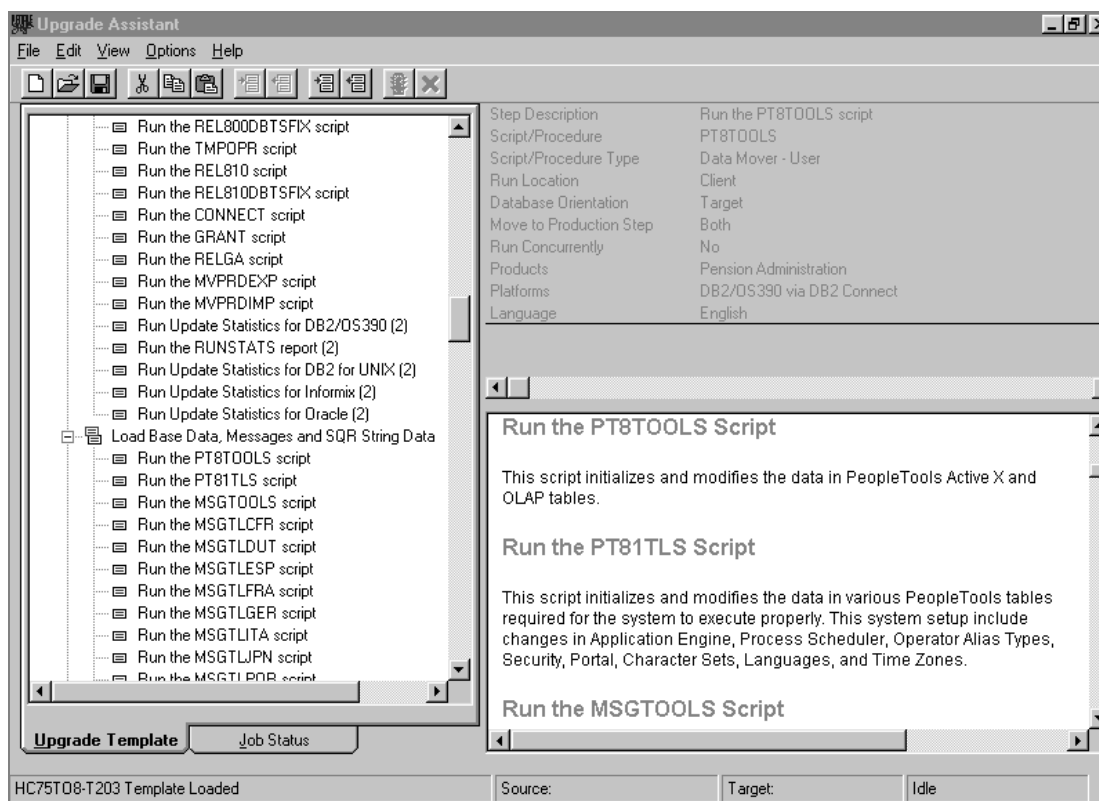 Upgrade Assistant
File Edit View Options Help
Run the REL800DBTSFIX script
Run the TMPOPR script
Run the REL810 script
Run the REL810DBTSFIX script
Run the CONNECT script
Run the GRANT script
Run the RELGA script
Run the MVPRDEXP script
Run the MVPRDIMP script
Run Update Statistics for DB2/OS390 (2)
Run the RUNSTATS report (2)
Run Update Statistics for DB2 for UNIX (2)
Run Update Statistics for Informix (2)
Run Update Statistics for Oracle (2)
Load Base Data, Messages and SQR String Data
Run the PT8TOOLS script
Run the PT81TLS script
Run the MSGTOOLS script
Run the MSGTLCFR script
Run the MSGTLDUT script
Run the MSGTLESP script
Run the MSGTLFRA script
Run the MSGTLGER script
Run the MSGTLITA script
Run the MSGTLJPN script
Run the MSGTLPOR script
Upgrade Template Job Status
Step Description Run the PT8TOOLS script
Script/Procedure PT8TOOLS
Script/Procedure Type Data Mover - User
Run Location Client
Database Orientation Target
Move to Production Step Both
Run Concurrently No
Products Pension Administration
Platforms DB2/OS390 via DB2 Connect
Language English
Run the PT8TOOLS Script
This script initializes and modifies the data in PeopleTools Active X and
OLAP tables.
Run the PT81TLS Script
This script initializes and modifies the data in various PeopleTools tables
required for the system to execute properly. This system setup include
changes in Application Engine, Process Scheduler, Operator Alias Types,
Security, Portal, Character Sets, Languages, and Time Zones.
Run the MSGTOOLS Script
HC75TO8-T203 Template Loaded Source: Target: Idle